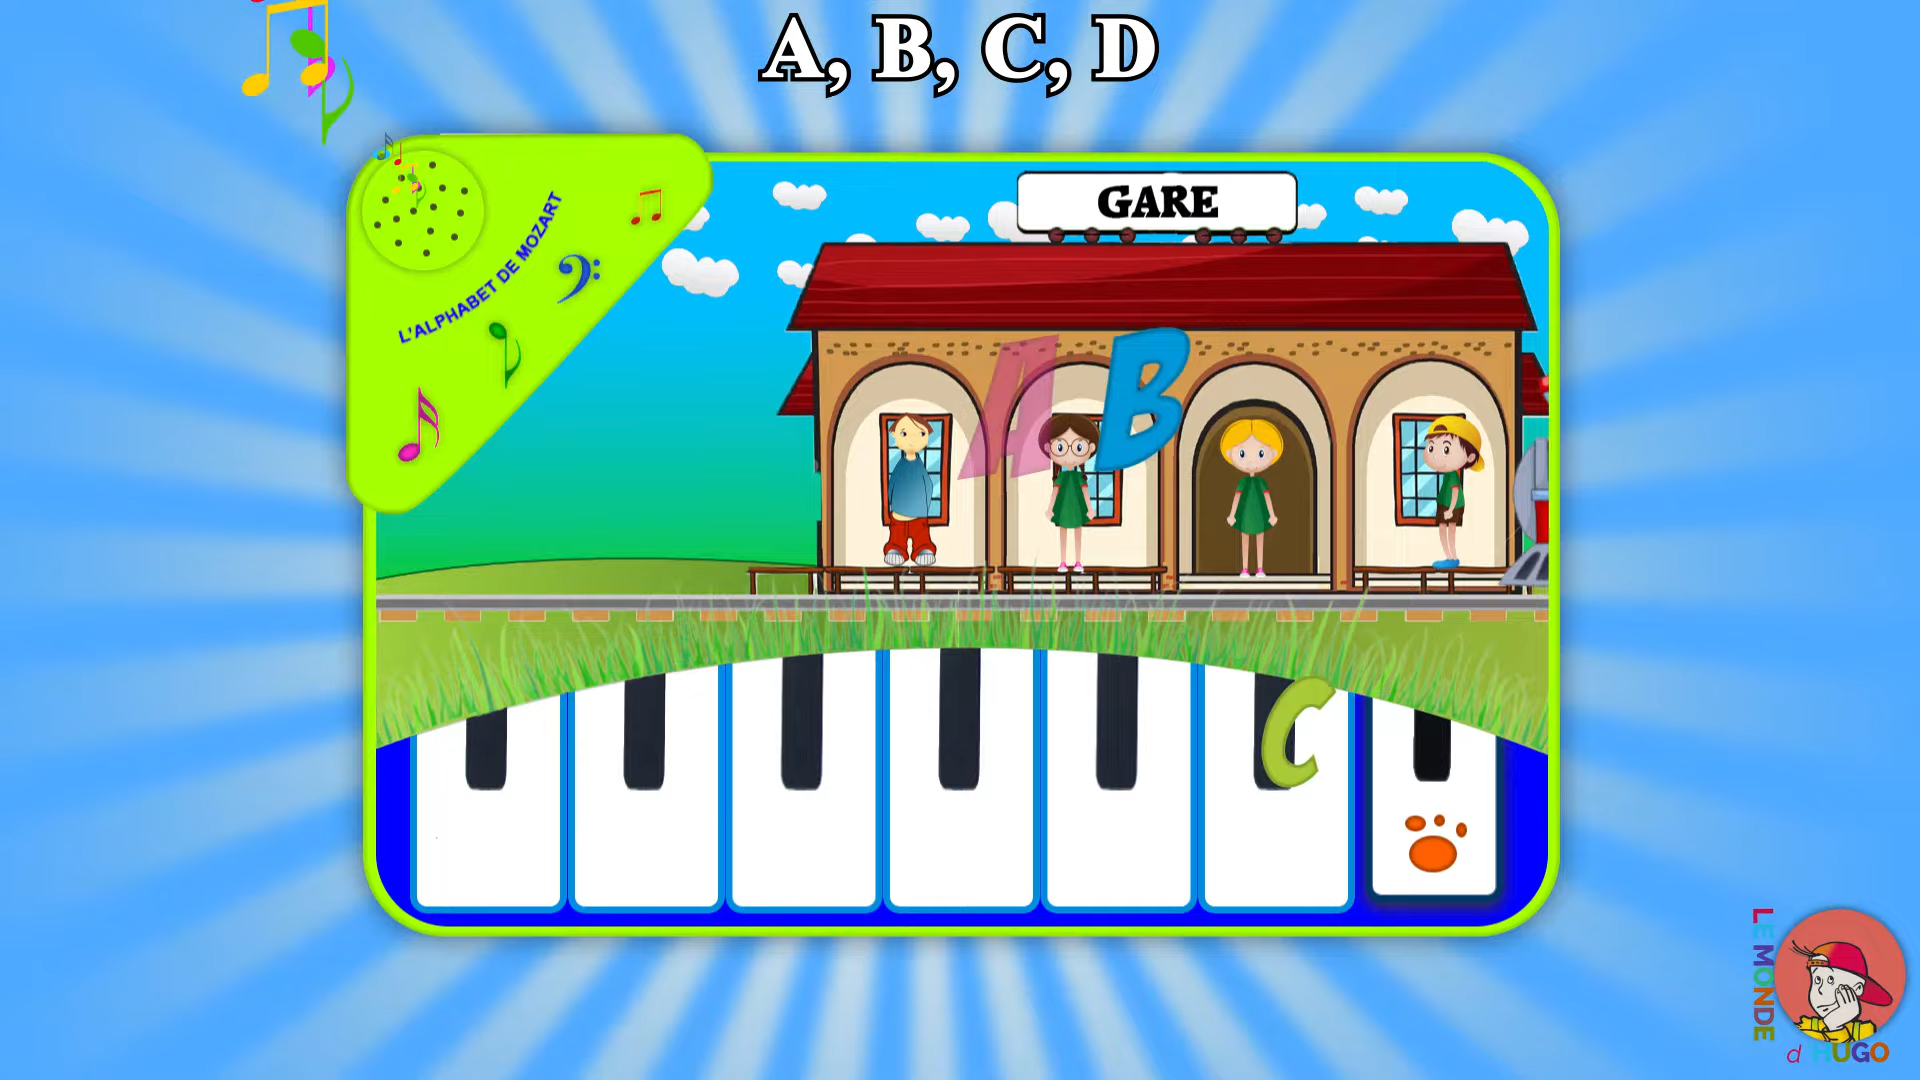 A, B, C, D
GARE
L'ALPHABET DE MOZART
A B
C
LE MONDE
d'HUGO